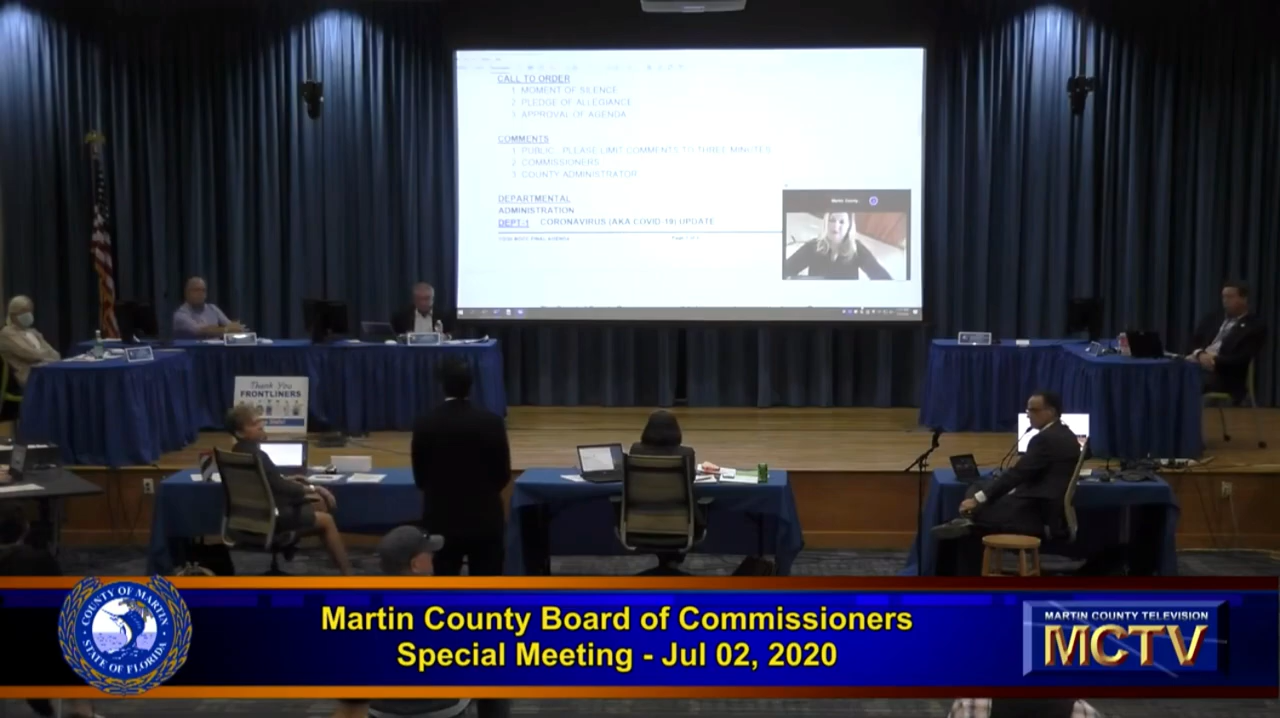 CALL TO ORDER
1. MOMENT OF SILENCE
2. PLEDGE OF ALLEGIANCE
3. APPROVAL OF AGENDA
COMMENTS
1. PUBLIC - PLEASE LIMIT COMMENTS TO THREE MINUTES.
2. COMMISSIONERS
3. COUNTY ADMINISTRATOR
DEPARTMENTAL
ADMINISTRATION
DEPT-1 CORONAVIRUS (AKA COVID-19) UPDATE
Martin County
Thank You
FRONTLINERS
COUNTY OF MARTIN
STATE OF FLORIDA
Martin County Board of Commissioners
Special Meeting - Jul 02, 2020
MARTIN COUNTY TELEVISION
MCTV